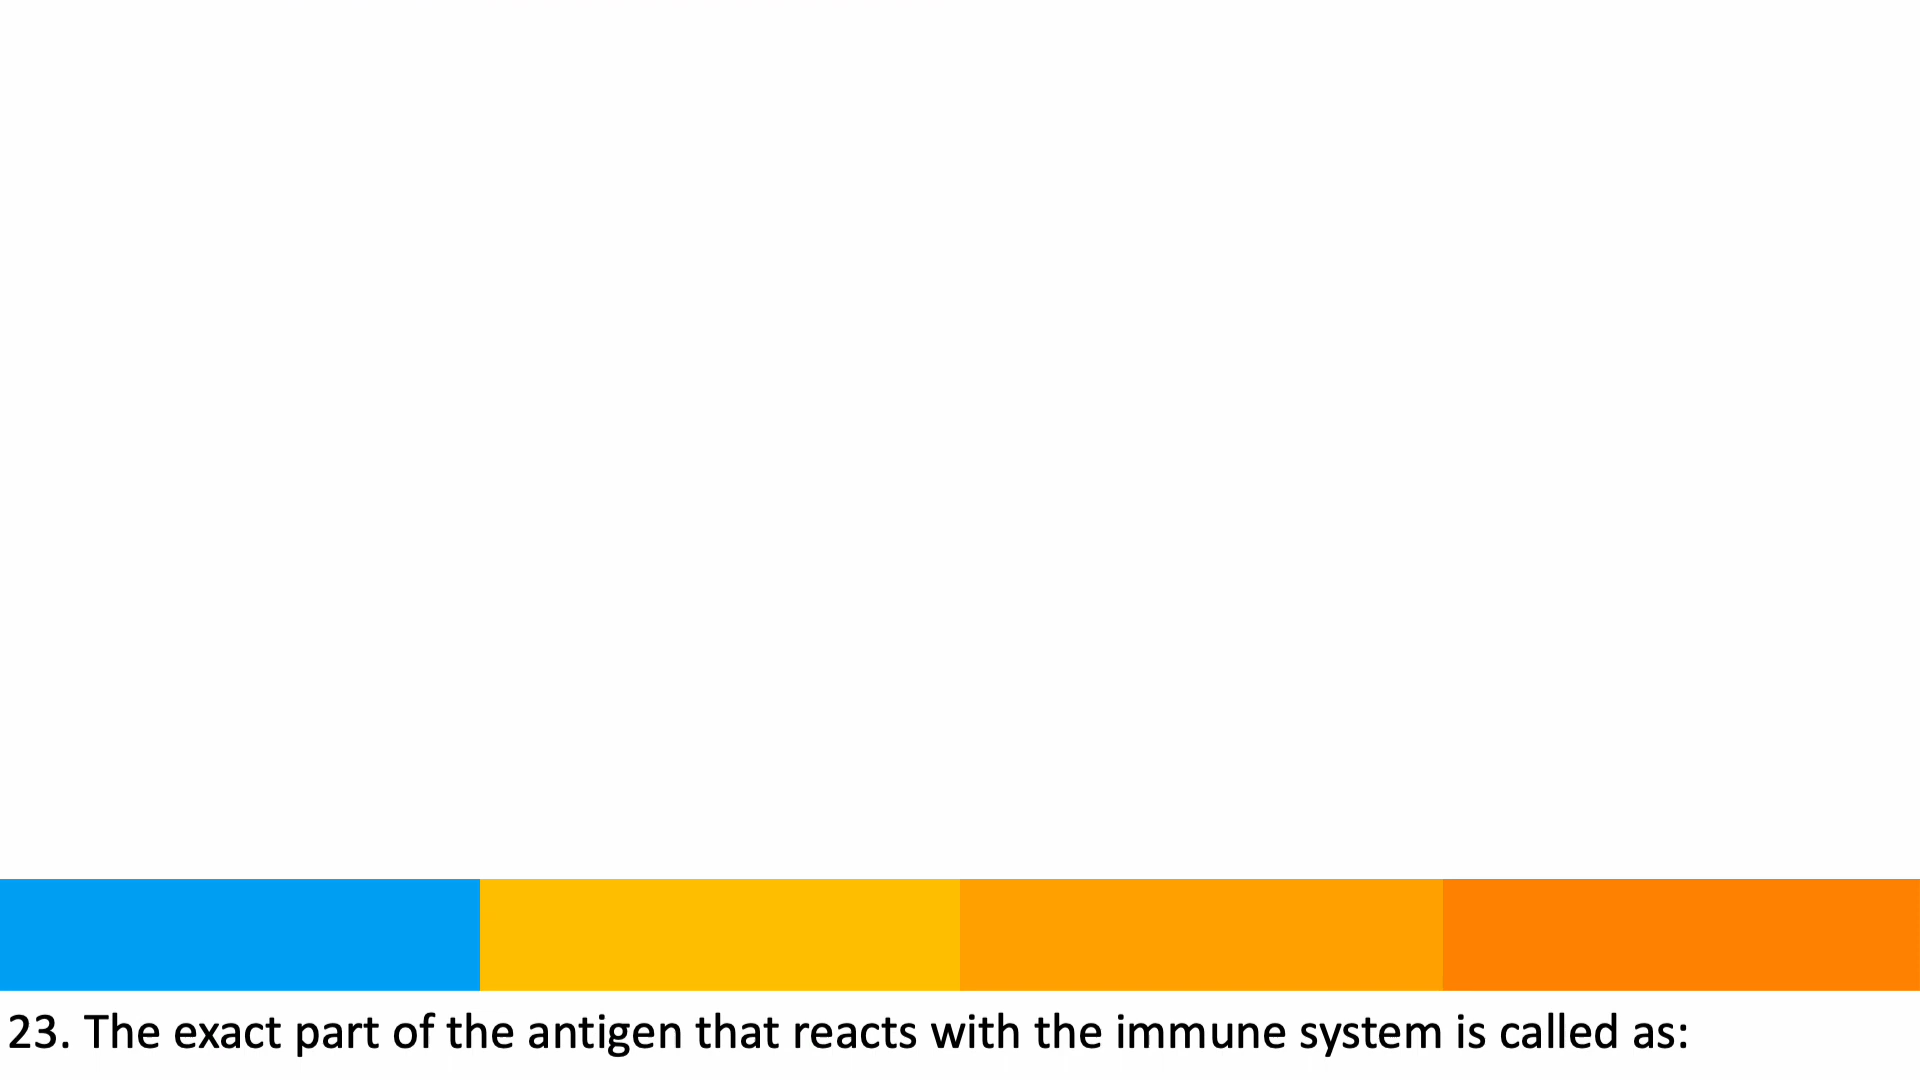 23. The exact part of the antigen that reacts with the immune system is called as: